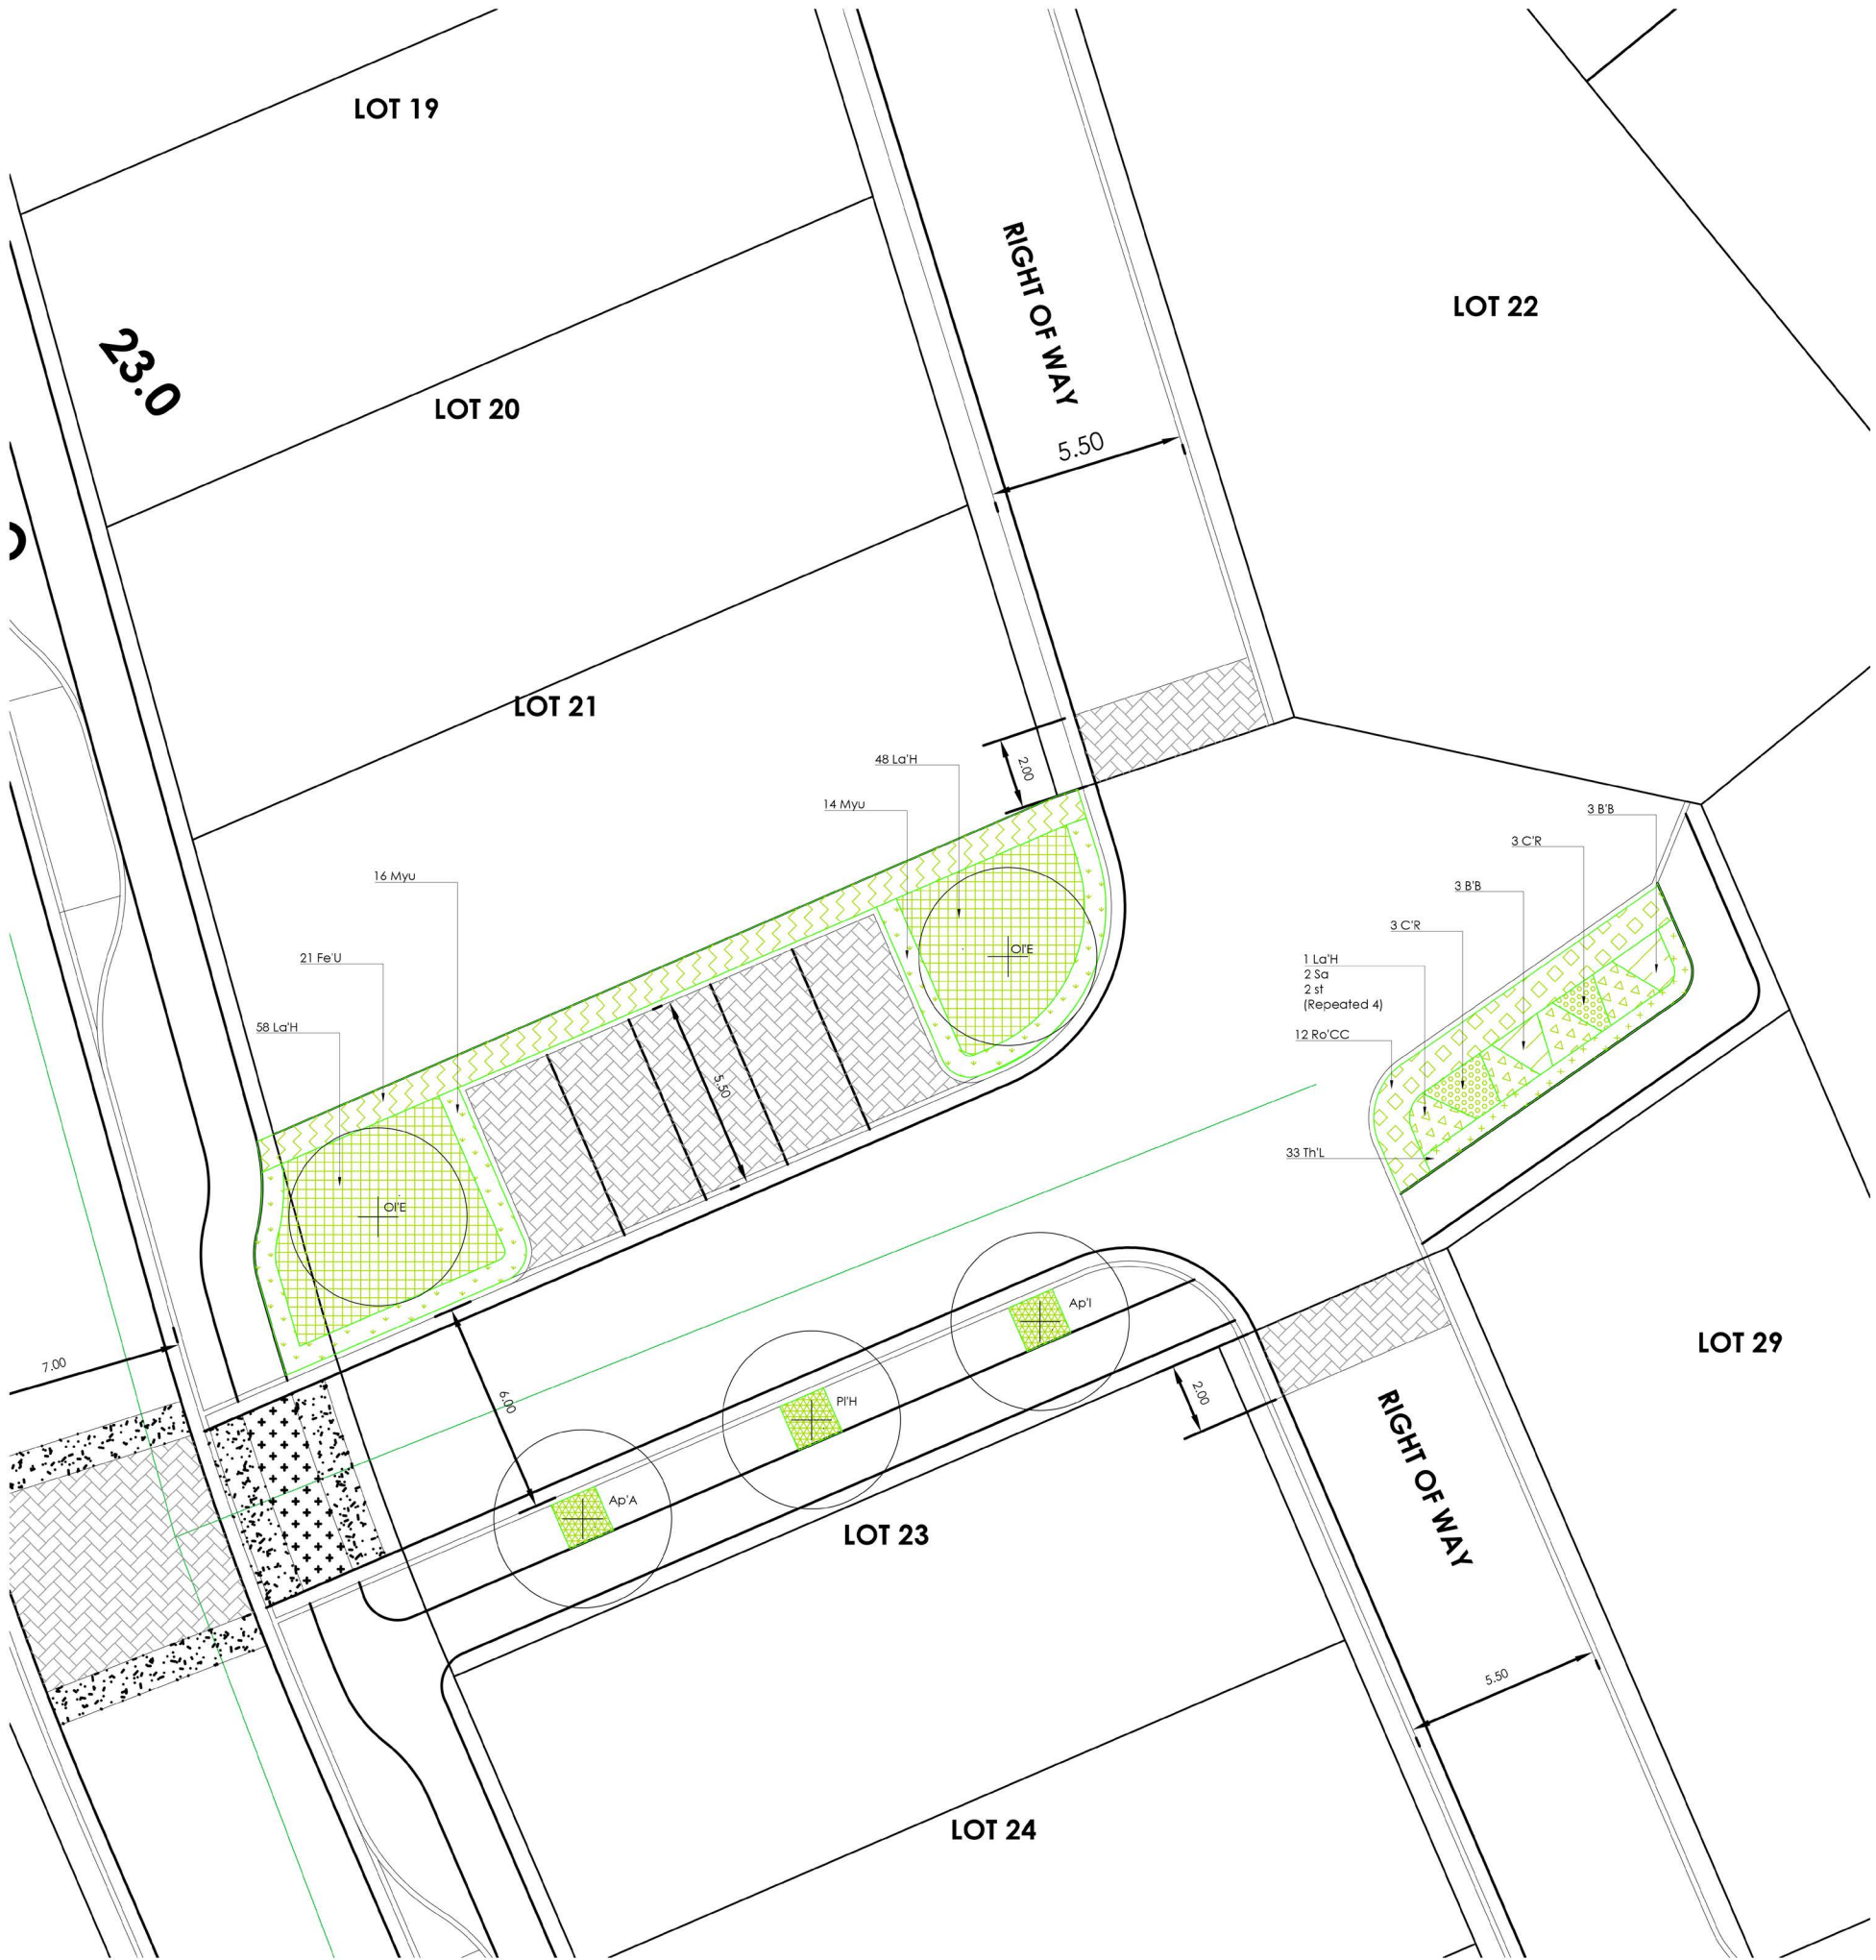 LOT 19
RIGHT OF WAY
LOT 22
23.0
LOT 20
5.50
LOT 21
48 La'H
2.00
14 Myu
3 B'B
3 C'R
16 Myu
3 B'B
3 C'R
Ol'E
21 Fe'U
1 La'H
2 Sa
2 st
(Repeated 4)
58 La'H
12 Ro'CC
5.50
33 Th'L
Ol'E
Ap'I
7.00
6.00
Pl'H
2.00
LOT 29
RIGHT OF WAY
Ap'A
LOT 23
5.50
LOT 24